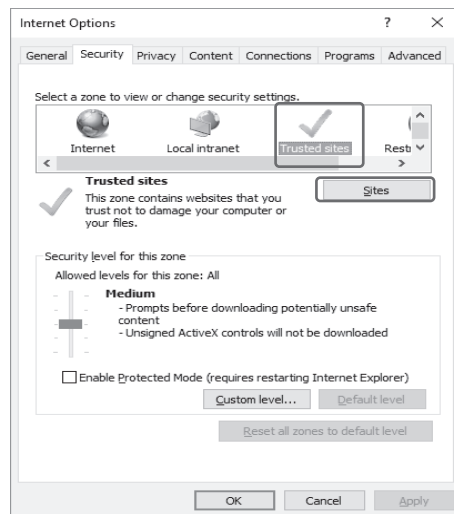 Internet Options ? ×
General Security Privacy Content Connections Programs Advanced
Select a zone to view or change security settings.
Internet Local intranet Trusted sites
Trusted sites
Sites
This zone contains websites that you
trust not to damage your computer or
your files.
Security level for this zone
Allowed levels for this zone: All
Medium
- Prompts before downloading potentially unsafe
content
- Unsigned ActiveX controls will not be downloaded
Enable Protected Mode (requires restarting Internet Explorer)
Custom level... Default level
Reset all zones to default level
OK Cancel Apply